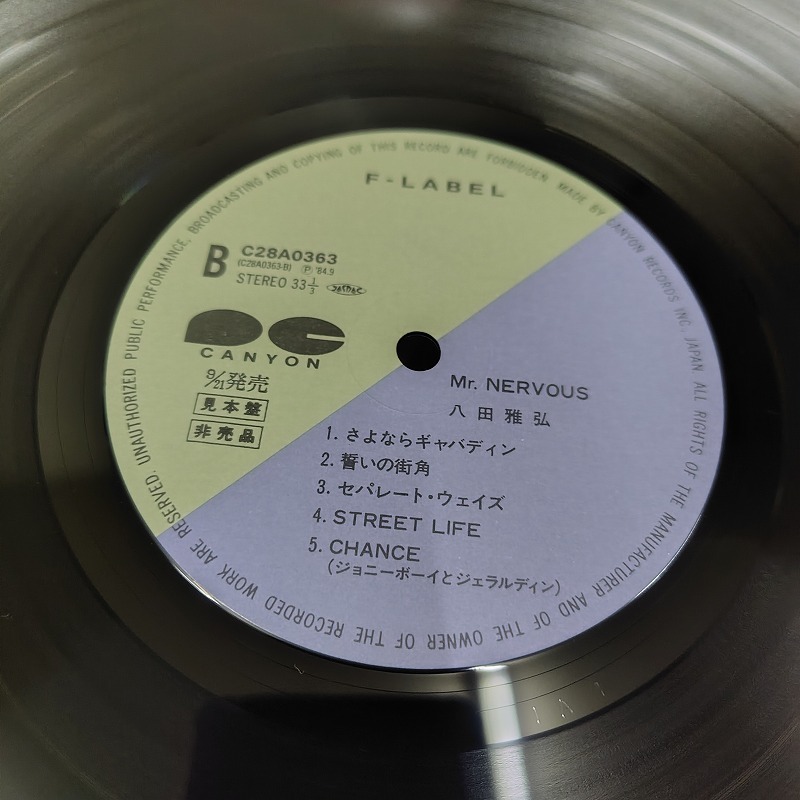 UNAUTHORIZED PUBLIC PERFORMANCE, BROADCASTING AND COPYING OF THIS RECORD ARE FORBIDDEN. MADE BY CANYON RECORDS INC, JAPAN. ALL RIGHTS OF THE MANUFACTURER AND OF THE OWNER OF THE RECORDED WORK ARE RESERVED.
F-LABEL
B
C28A0363
(C28A0363-B) Ⓟ '84.9
STEREO 33 1/3 JASRAC
CANYON
9/21発売
見本盤
非売品
Mr. NERVOUS
八田雅弘
1. さよならギャバディン
2. 誓いの街角
3. セパレート・ウェイズ
4. STREET LIFE
5. CHANCE
(ジョニーボーイとジェラルディン)